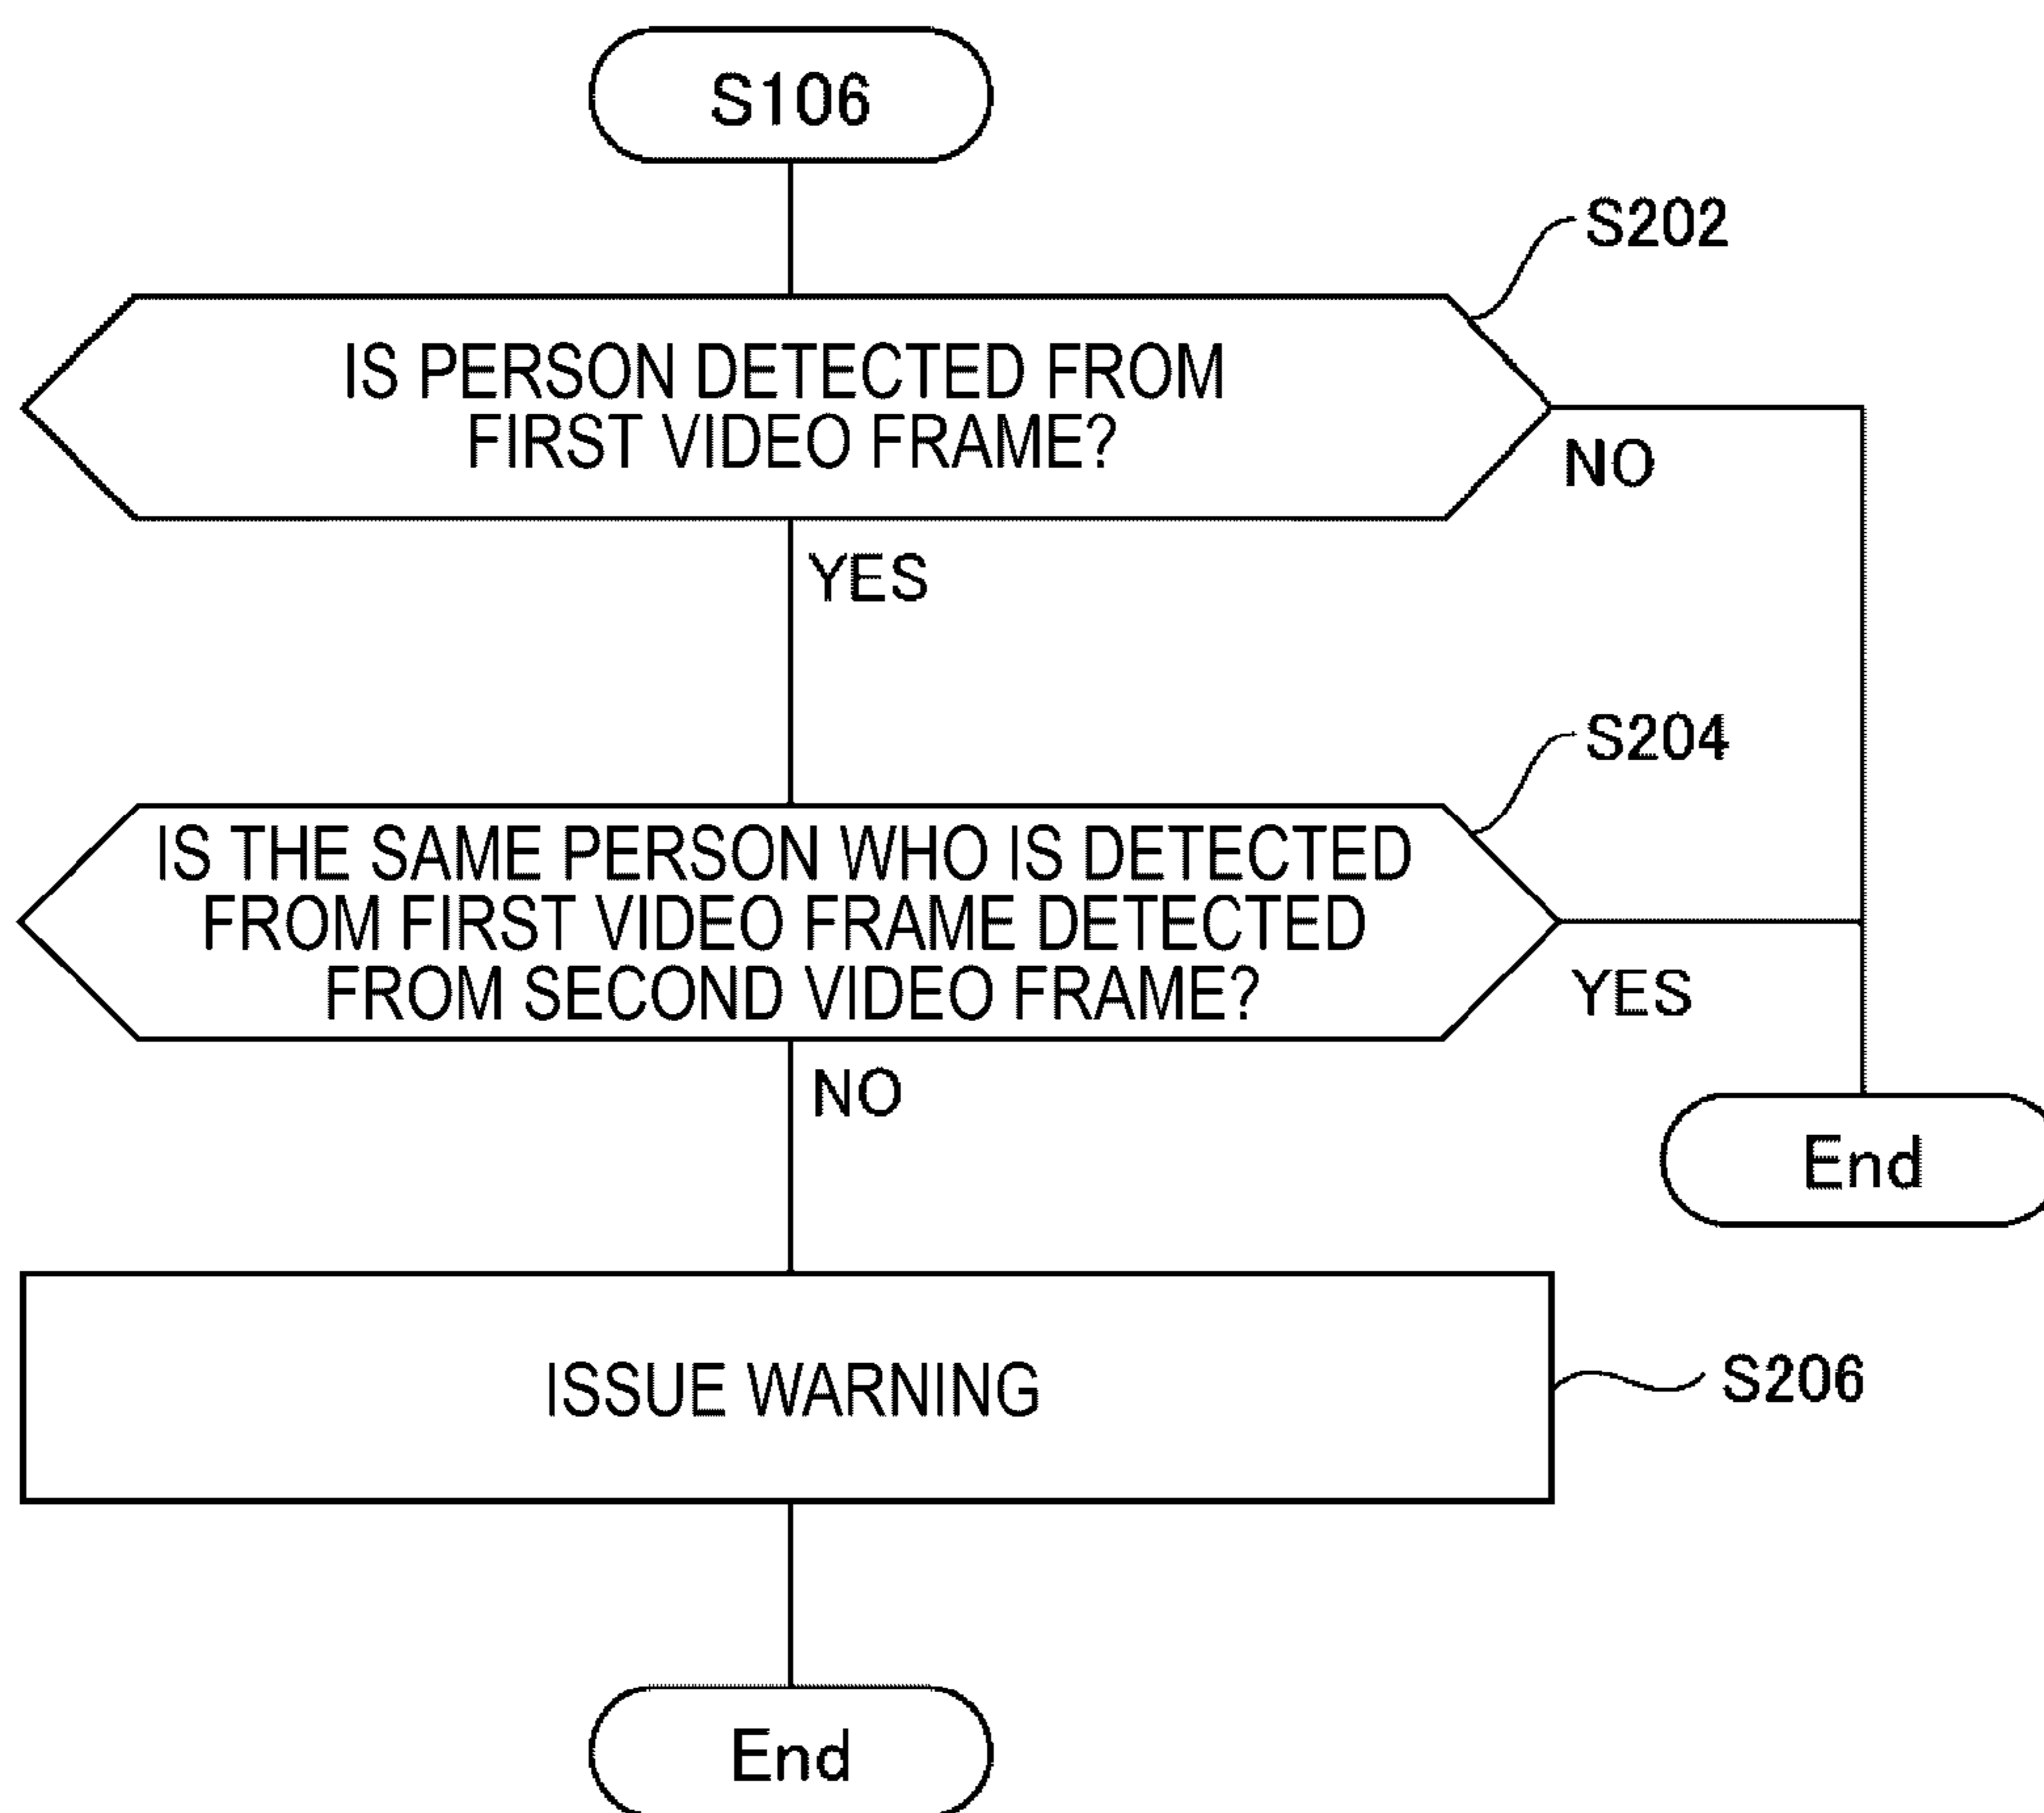 S106
S202
IS PERSON DETECTED FROM
FIRST VIDEO FRAME?
NO
YES
S204
IS THE SAME PERSON WHO IS DETECTED
FROM FIRST VIDEO FRAME DETECTED
FROM SECOND VIDEO FRAME?
YES
NO
End
ISSUE WARNING
S206
End